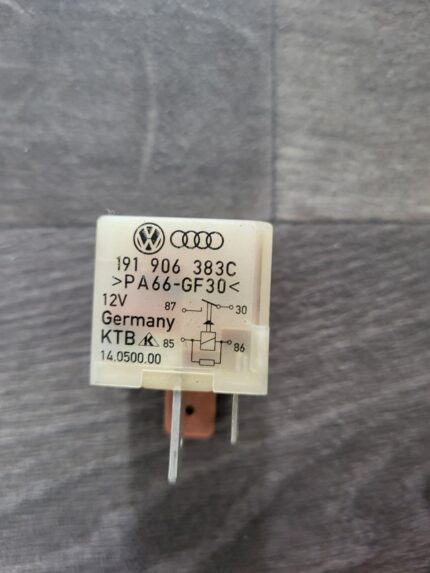 191 906 383C
>PA66-GF30<
12V
87 30
Germany
KTB K 85 86
14.0500.00